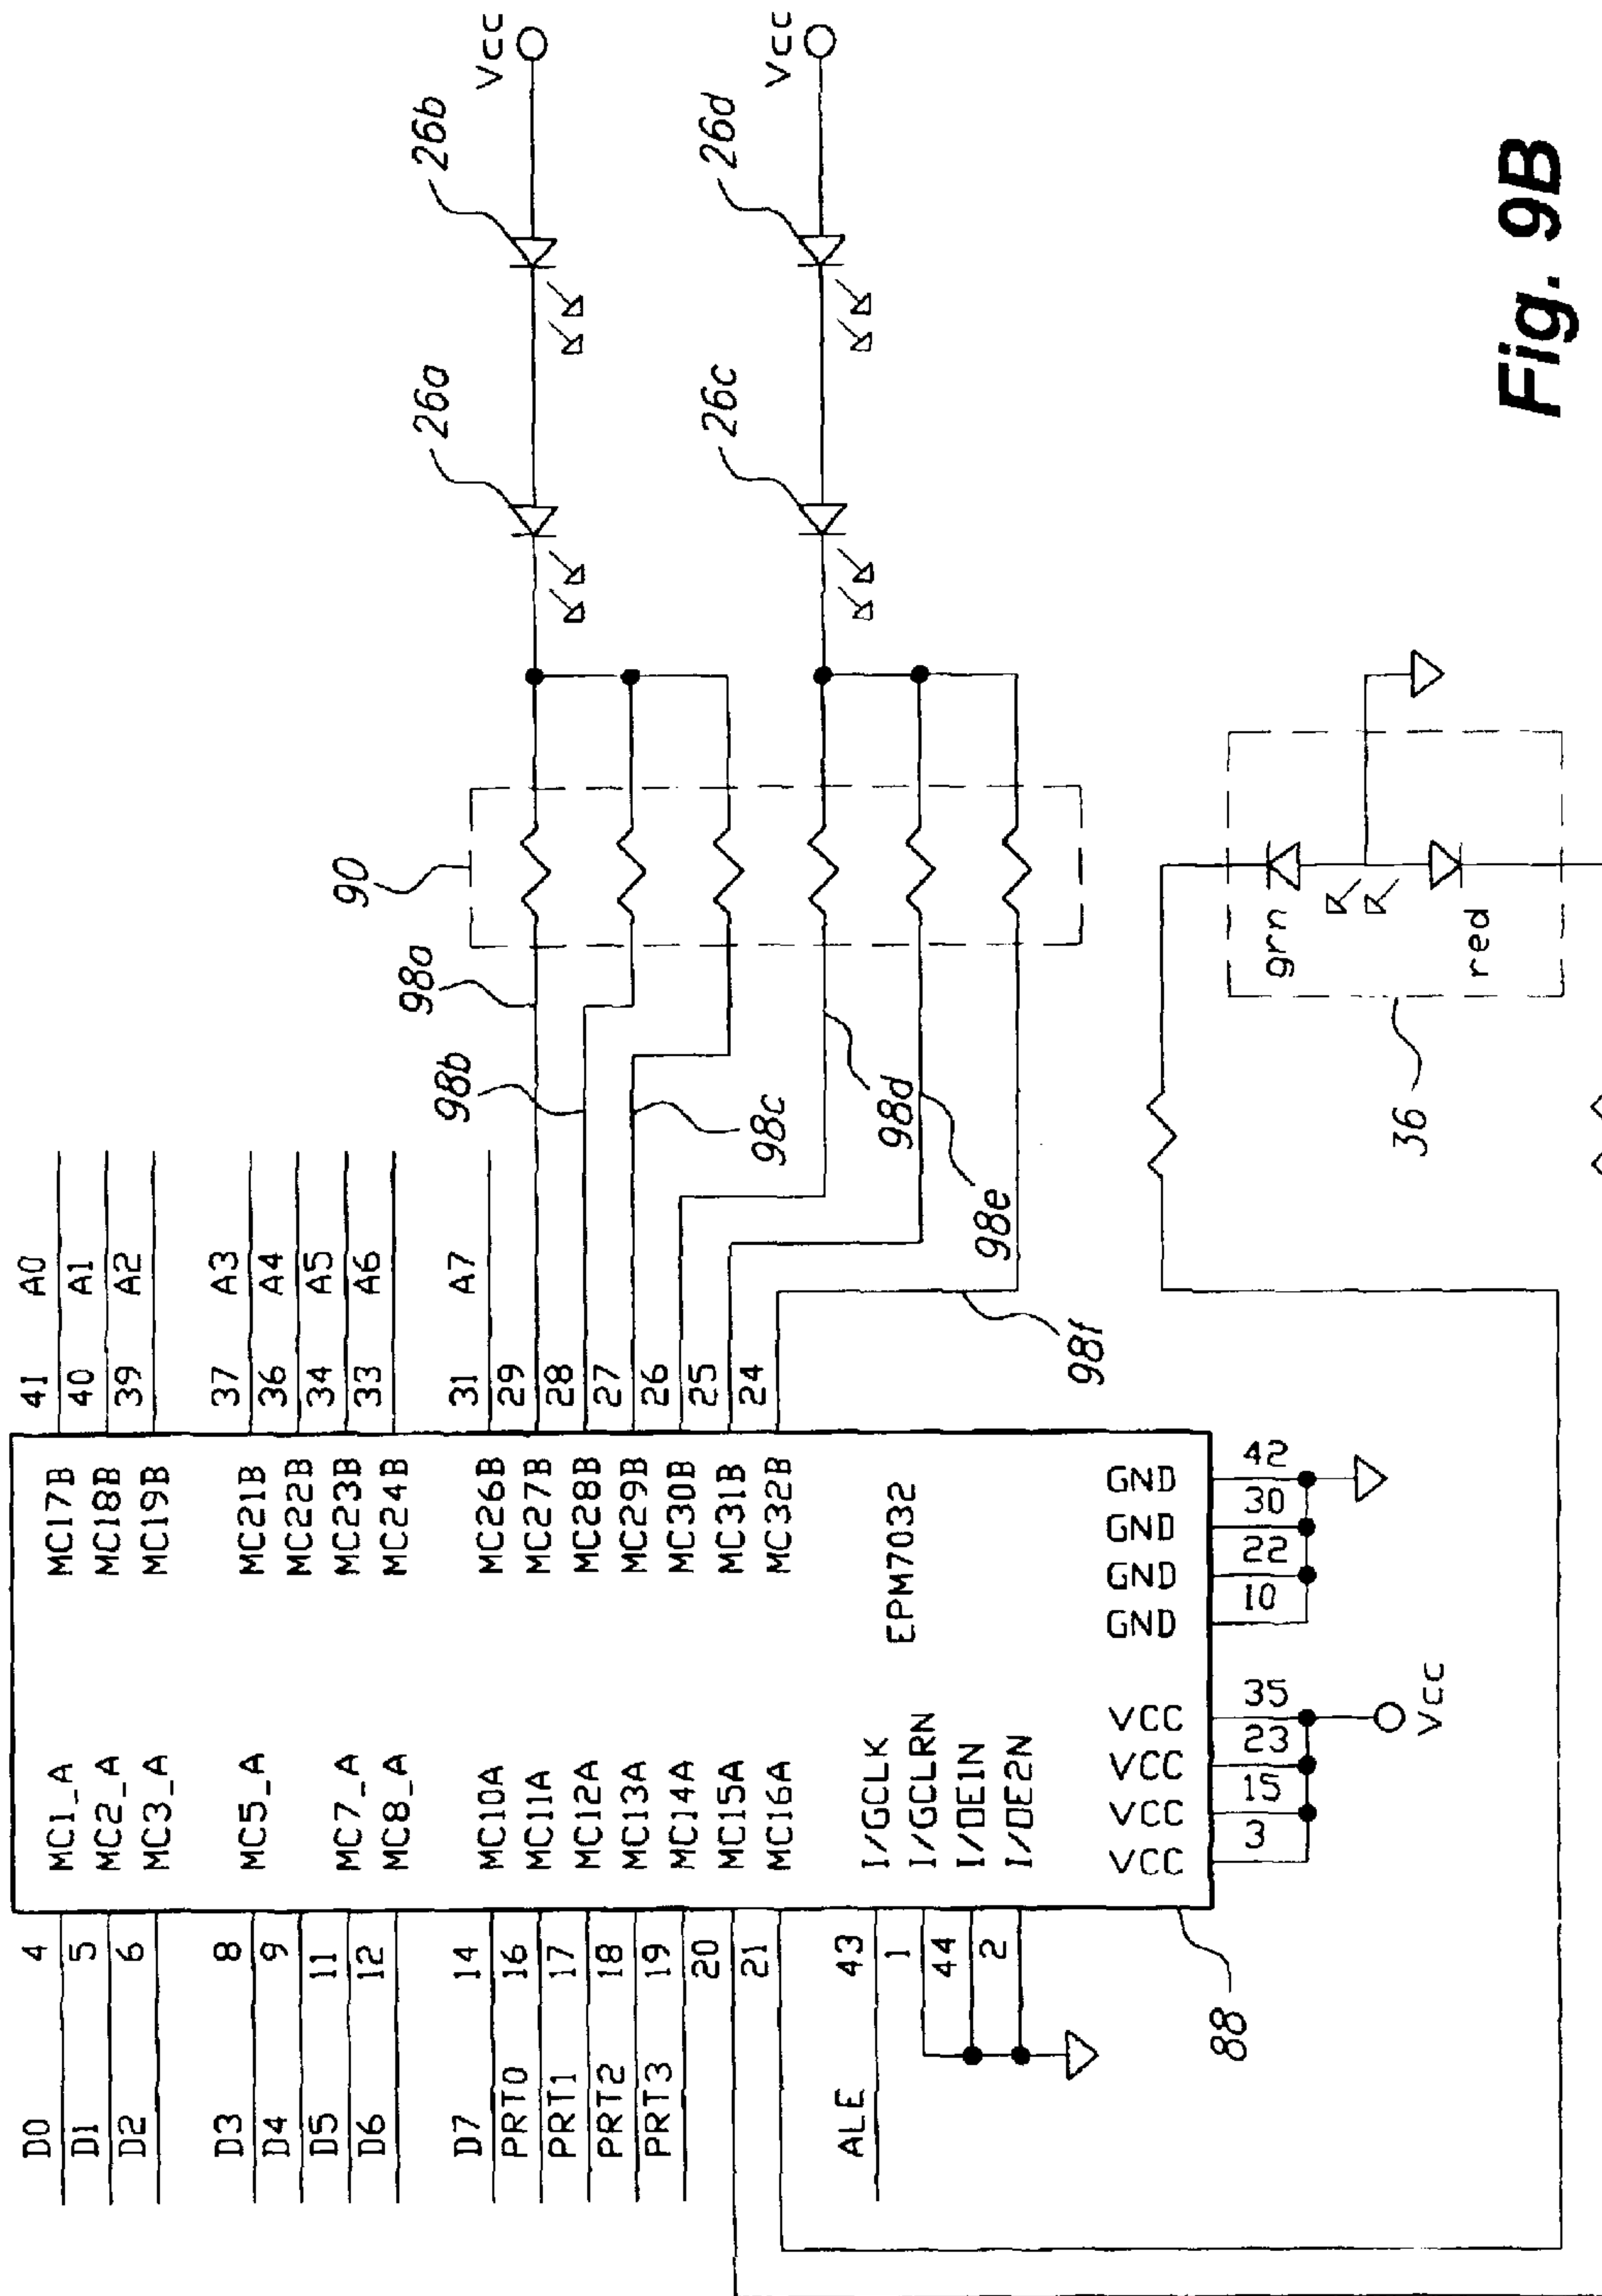 D0 4 MC1_A MC17B 41 A0
D1 5 MC2_A MC18B 40 A1
D2 6 MC3_A MC19B 39 A2
D3 8 MC5_A MC21B 37 A3
D4 9 MC22B 36 A4
D5 11 MC7_A MC23B 34 A5
D6 12 MC8_A MC24B 33 A6
D7 14 MC10A MC26B 31 A7
PRT0 16 MC11A MC27B 29
PRT1 17 MC12A MC28B 28
PRT2 18 MC13A MC29B 27
PRT3 19 MC14A MC30B 26
20 MC15A MC31B 25
21 MC16A MC32B 24
ALE 43 I/GCLK EPM7032
1 I/GCLRN
44 I/OE1N
2 I/OE2N
VCC VCC VCC VCC GND GND GND GND
3 15 23 35 10 22 30 42
Vcc
88
98a
98b
98c
98d
98e
98f
90
26a
26b
Vcc
26c
26d
Vcc
grn
red
36
Fig. 9B